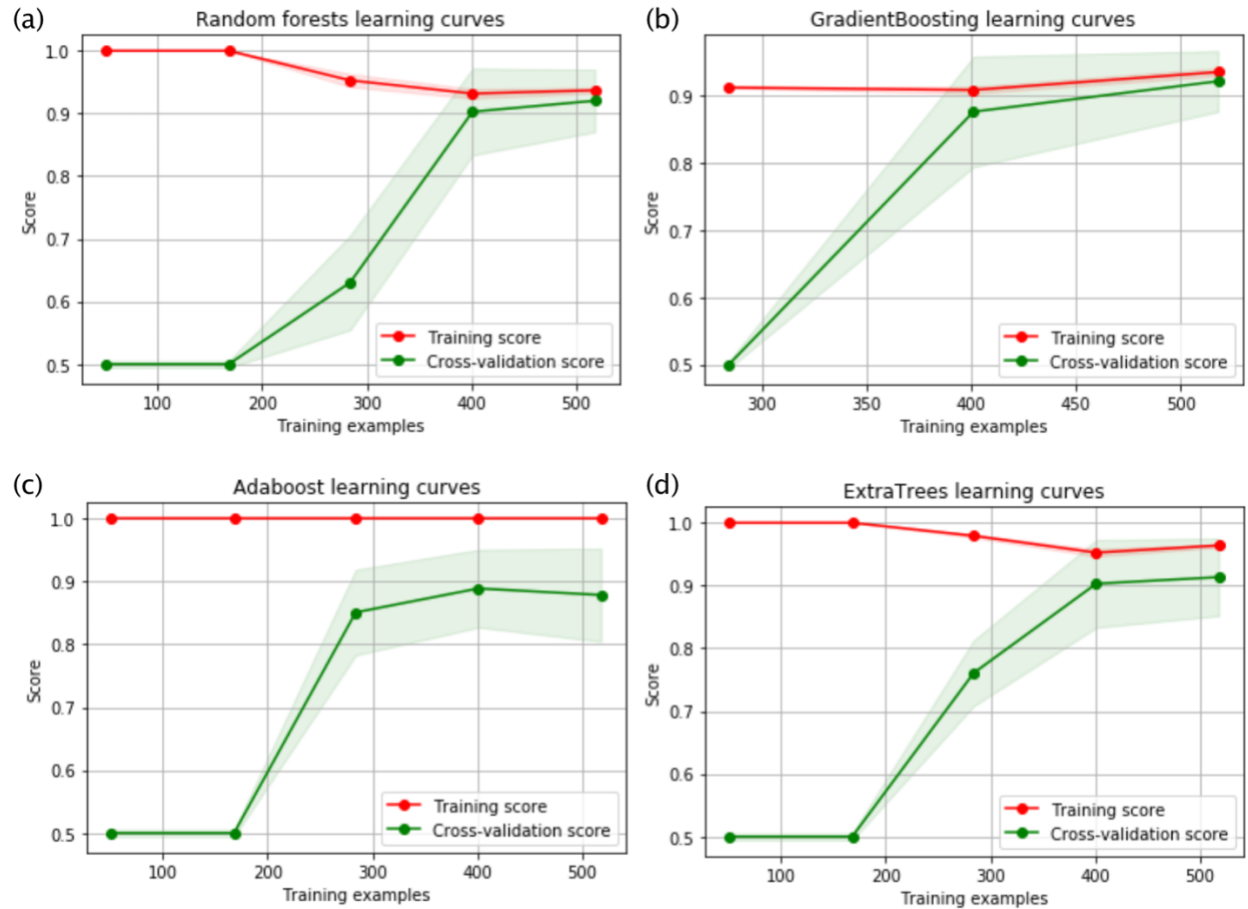 (a)
Random forests learning curves
1.0
0.9
0.8
0.7
0.6
0.5
Score
Training score
Cross-validation score
100 200 300 400 500
Training examples
(b)
GradientBoosting learning curves
0.9
0.8
0.7
0.6
0.5
Score
Training score
Cross-validation score
300 350 400 450 500
Training examples
(c)
Adaboost learning curves
1.0
0.9
0.8
0.7
0.6
0.5
Score
Training score
Cross-validation score
100 200 300 400 500
Training examples
(d)
ExtraTrees learning curves
1.0
0.9
0.8
0.7
0.6
0.5
Score
Training score
Cross-validation score
100 200 300 400 500
Training examples